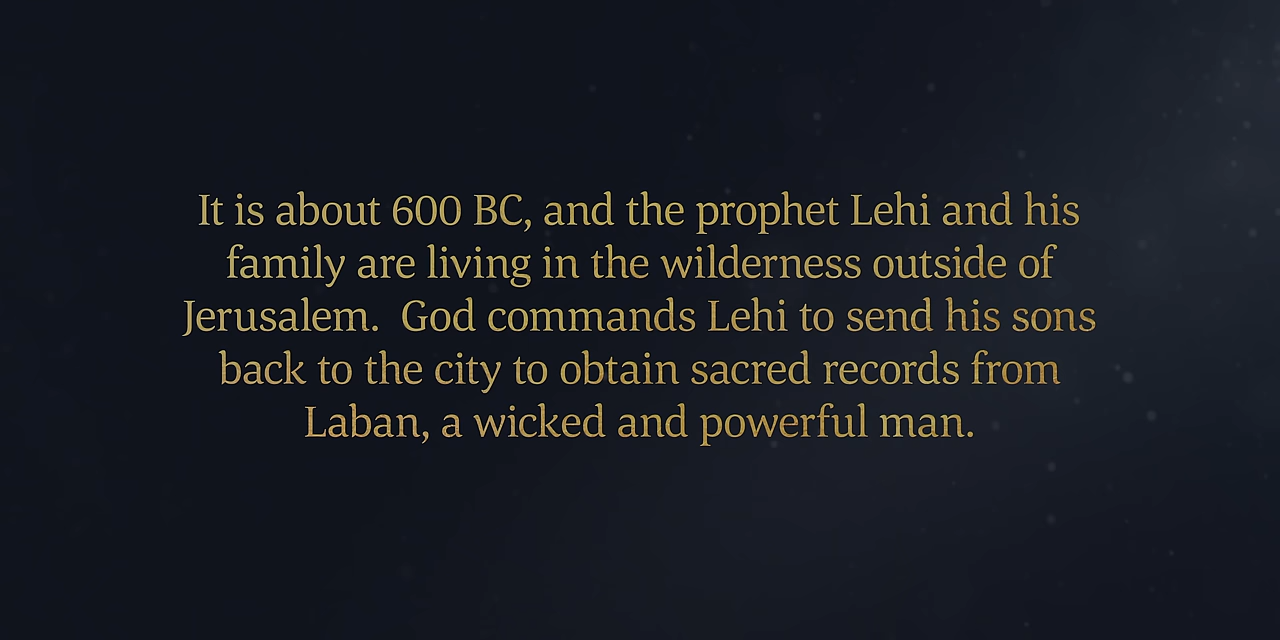 It is about 600 BC, and the prophet Lehi and his
family are living in the wilderness outside of
Jerusalem.  God commands Lehi to send his sons
back to the city to obtain sacred records from
Laban, a wicked and powerful man.